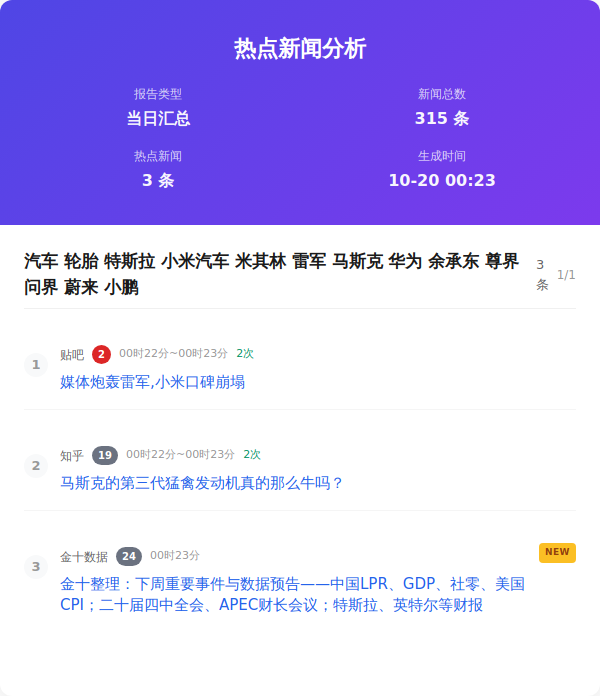 热点新闻分析
报告类型
当日汇总
新闻总数
315 条
热点新闻
3 条
生成时间
10-20 00:23
汽车 轮胎 特斯拉 小米汽车 米其林 雷军 马斯克 华为 余承东 尊界
问界 蔚来 小鹏
3
条
1/1
1
贴吧 2 00时22分~00时23分 2次
媒体炮轰雷军,小米口碑崩塌
2
知乎 19 00时22分~00时23分 2次
马斯克的第三代猛禽发动机真的那么牛吗？
3
金十数据 24 00时23分
NEW
金十整理：下周重要事件与数据预告——中国LPR、GDP、社零、美国
CPI；二十届四中全会、APEC财长会议；特斯拉、英特尔等财报